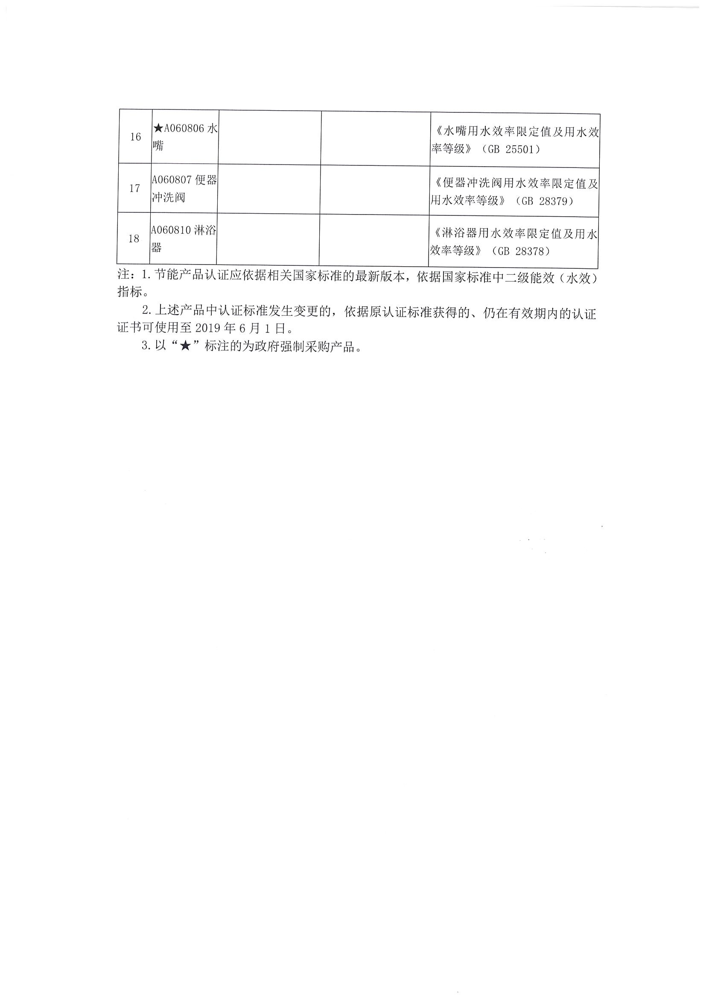 16
★A060806 水
嘴
《水嘴用水效率限定值及用水效
率等级》（GB 25501）
17
A060807 便器
冲洗阀
《便器冲洗阀用水效率限定值及
用水效率等级》（GB 28379）
18
A060810 淋浴
器
《淋浴器用水效率限定值及用水
效率等级》（GB 28378）
注：1. 节能产品认证应依据相关国家标准的最新版本，依据国家标准中二级能效（水效）
指标。
2. 上述产品中认证标准发生变更的，依据原认证标准获得的、仍在有效期内的认证
证书可使用至 2019 年 6 月 1 日。
3. 以“★”标注的为政府强制采购产品。